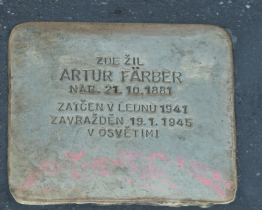 ZDE ŽIL
ARTUR FÄRBER
NAR. 21. 10. 1881
ZATČEN V LEDNU 1941
ZAVRAŽDĚN 19. 1. 1945
V OSVĚTIMI